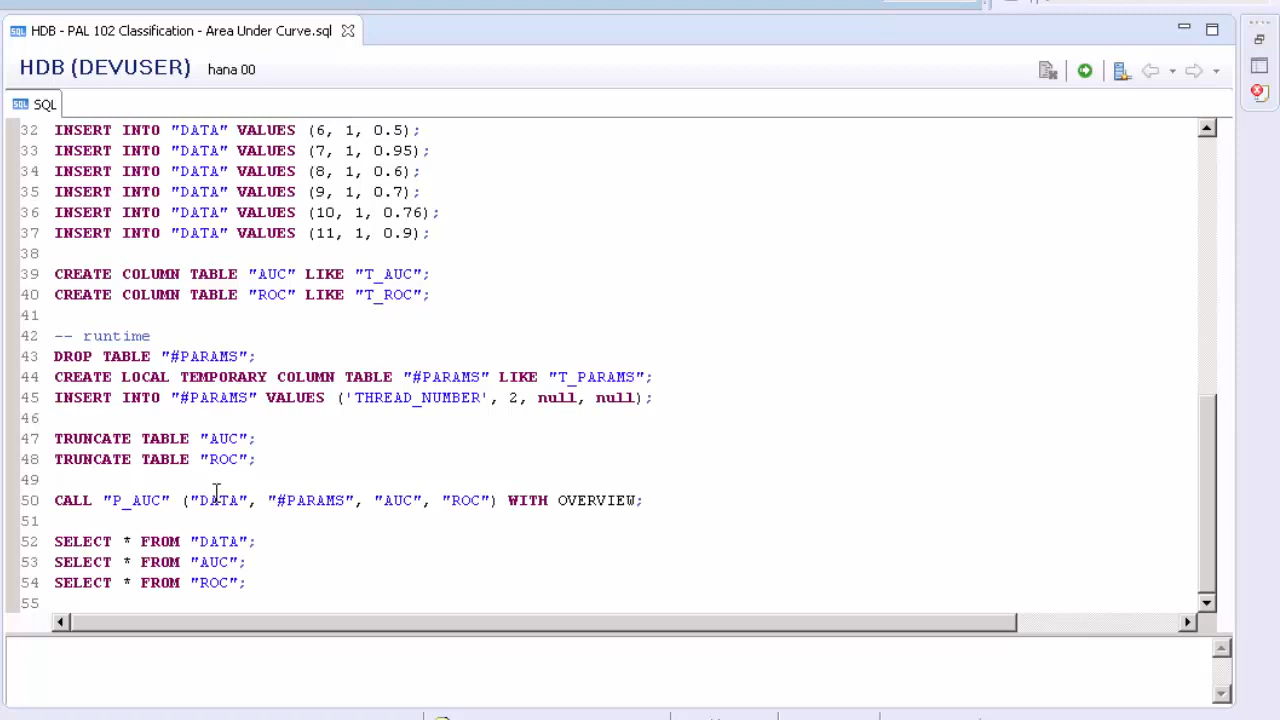 HDB - PAL 102 Classification - Area Under Curve.sql
HDB (DEVUSER) hana 00
SQL
32 INSERT INTO "DATA" VALUES (6, 1, 0.5);
33 INSERT INTO "DATA" VALUES (7, 1, 0.95);
34 INSERT INTO "DATA" VALUES (8, 1, 0.6);
35 INSERT INTO "DATA" VALUES (9, 1, 0.7);
36 INSERT INTO "DATA" VALUES (10, 1, 0.76);
37 INSERT INTO "DATA" VALUES (11, 1, 0.9);
38
39 CREATE COLUMN TABLE "AUC" LIKE "T_AUC";
40 CREATE COLUMN TABLE "ROC" LIKE "T_ROC";
41
42 -- runtime
43 DROP TABLE "#PARAMS";
44 CREATE LOCAL TEMPORARY COLUMN TABLE "#PARAMS" LIKE "T_PARAMS";
45 INSERT INTO "#PARAMS" VALUES ('THREAD_NUMBER', 2, null, null);
46
47 TRUNCATE TABLE "AUC";
48 TRUNCATE TABLE "ROC";
49
50 CALL "P_AUC" ("DATA", "#PARAMS", "AUC", "ROC") WITH OVERVIEW;
51
52 SELECT * FROM "DATA";
53 SELECT * FROM "AUC";
54 SELECT * FROM "ROC";
55